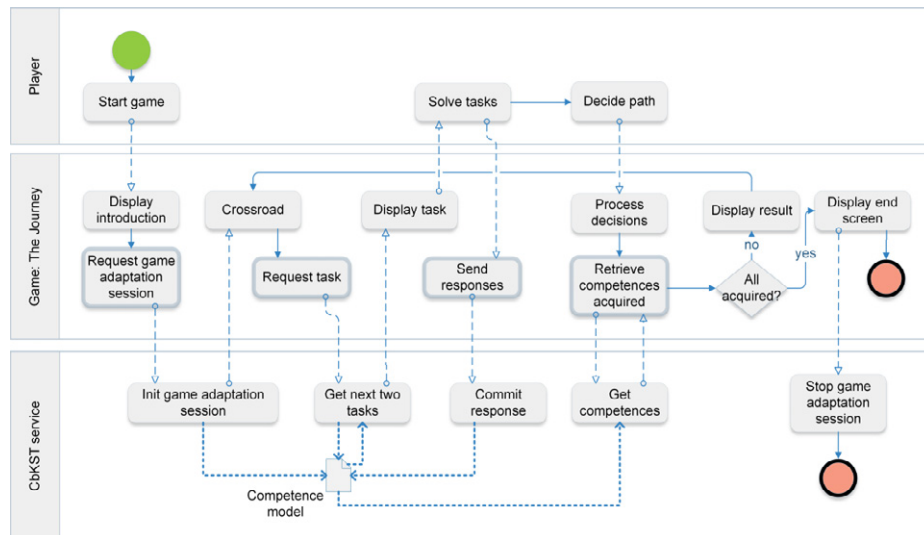 Player
Start game
Solve tasks
Decide path
Game: The Journey
Display
introduction
Crossroad
Display task
Process
decisions
Display result
Display end
screen
no
yes
Request game
adaptation
session
Request task
Send
responses
Retrieve
competences
acquired
All
acquired?
CbKST service
Init game adaptation
session
Get next two
tasks
Commit
response
Get
competences
Stop game
adaptation
session
Competence
model